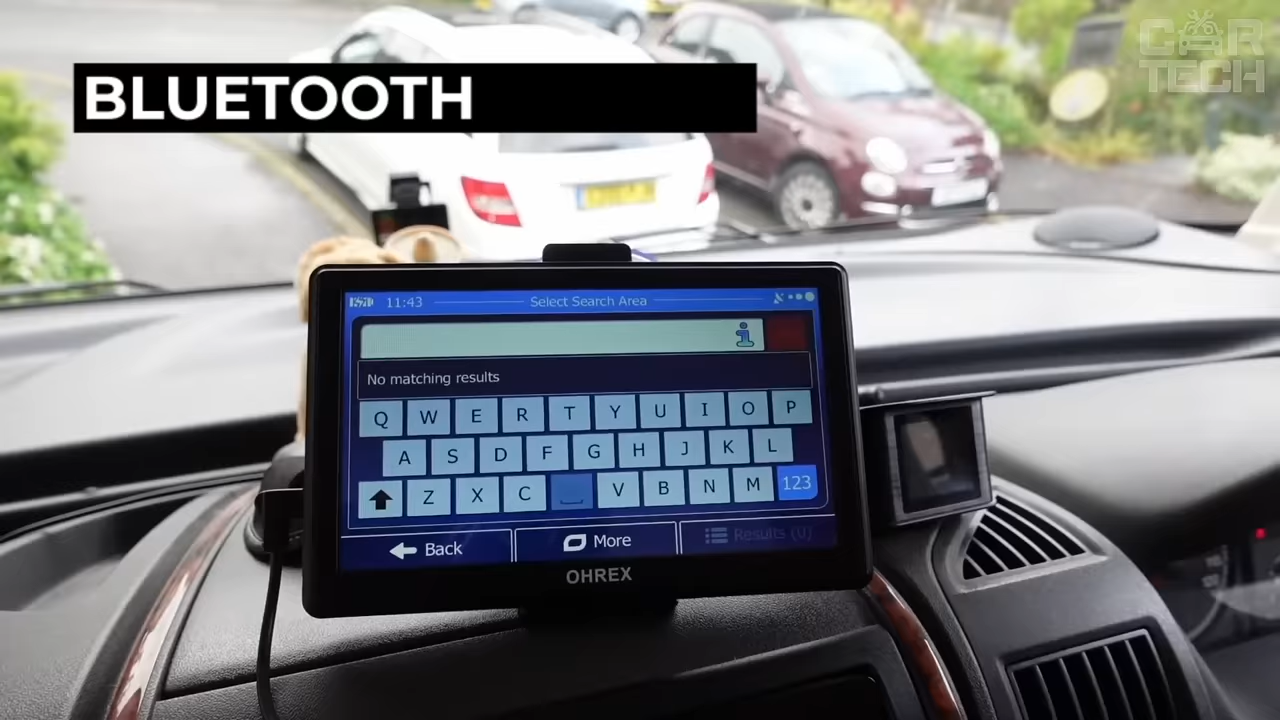 BLUETOOTH
CAR
TECH
11:43 Select Search Area
No matching results
Q W E R T Y U I O P
A S D F G H J K L
Z X C V B N M 123
Back More Results (0)
OHREX